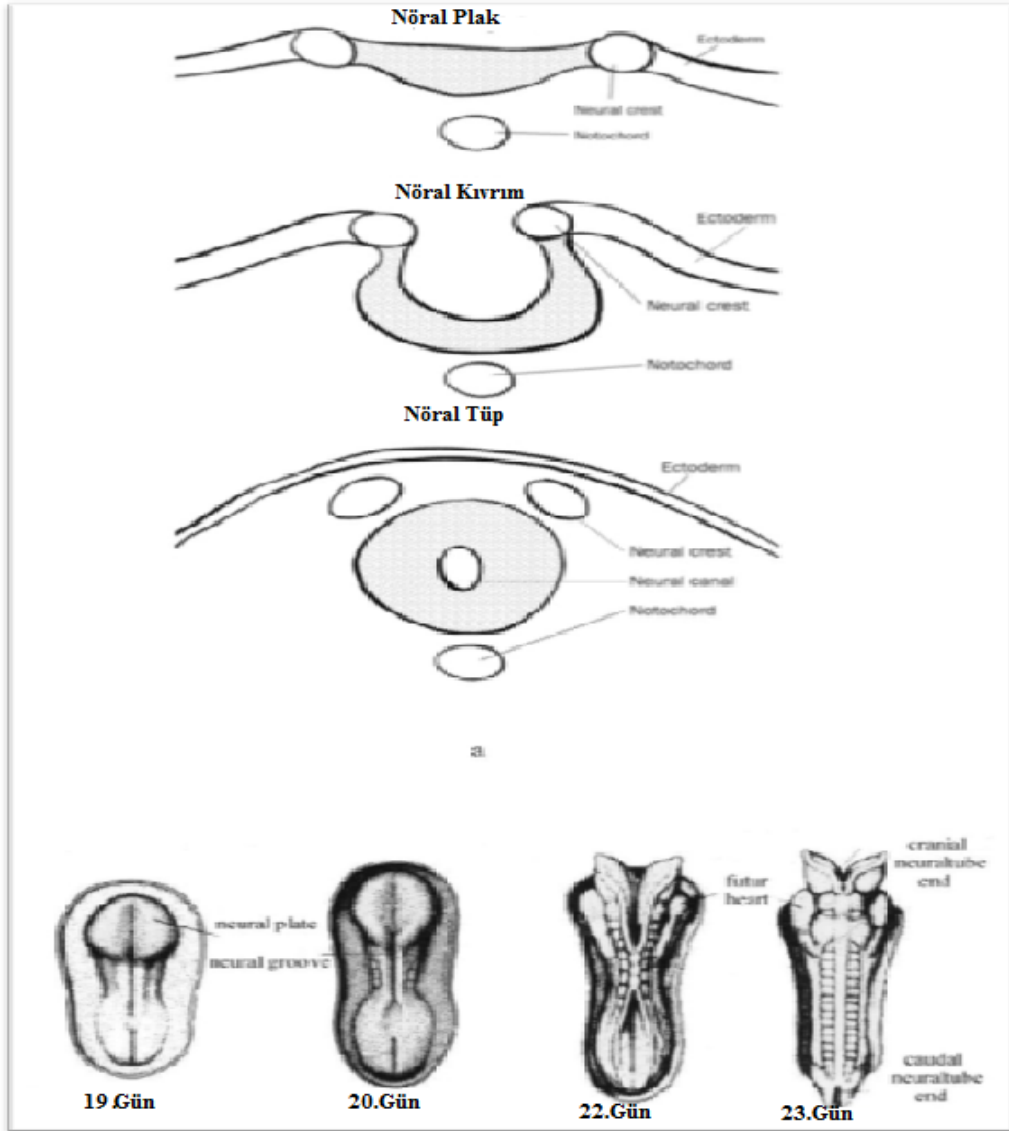 Nöral Plak
Ectoderm
Neural crest
Notochord
Nöral Kıvrım
Ectoderm
Neural crest
Notochord
Nöral Tüp
Ectoderm
Neural crest
Neural canal
Notochord
a
cranial
neuraltube
end
futur
heart
neural plate
neural groove
caudal
neuraltube
end
19.Gün
20.Gün
22.Gün
23.Gün